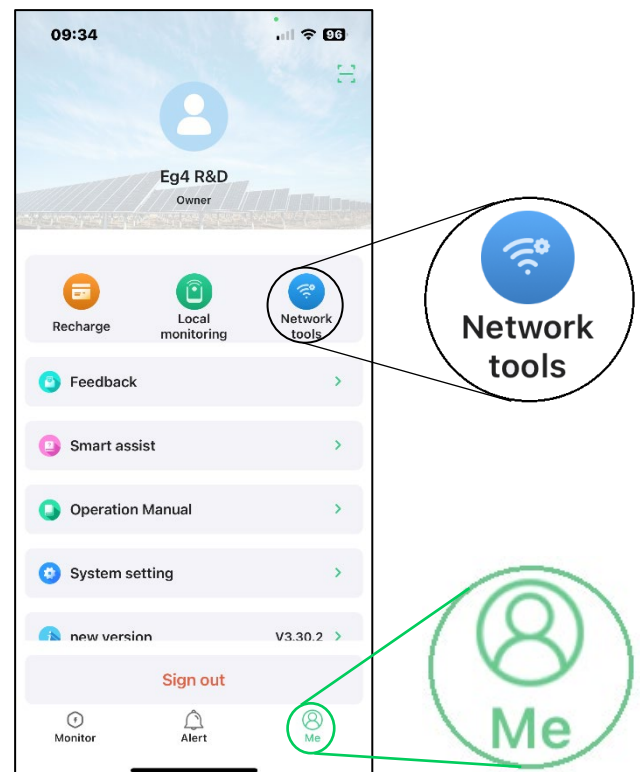 09:34
96
Eg4 R&D
Owner
Recharge
Local
monitoring
Network
tools
Network
tools
Feedback
Smart assist
Operation Manual
System setting
new version
V3.30.2
Sign out
Monitor
Alert
Me
Me